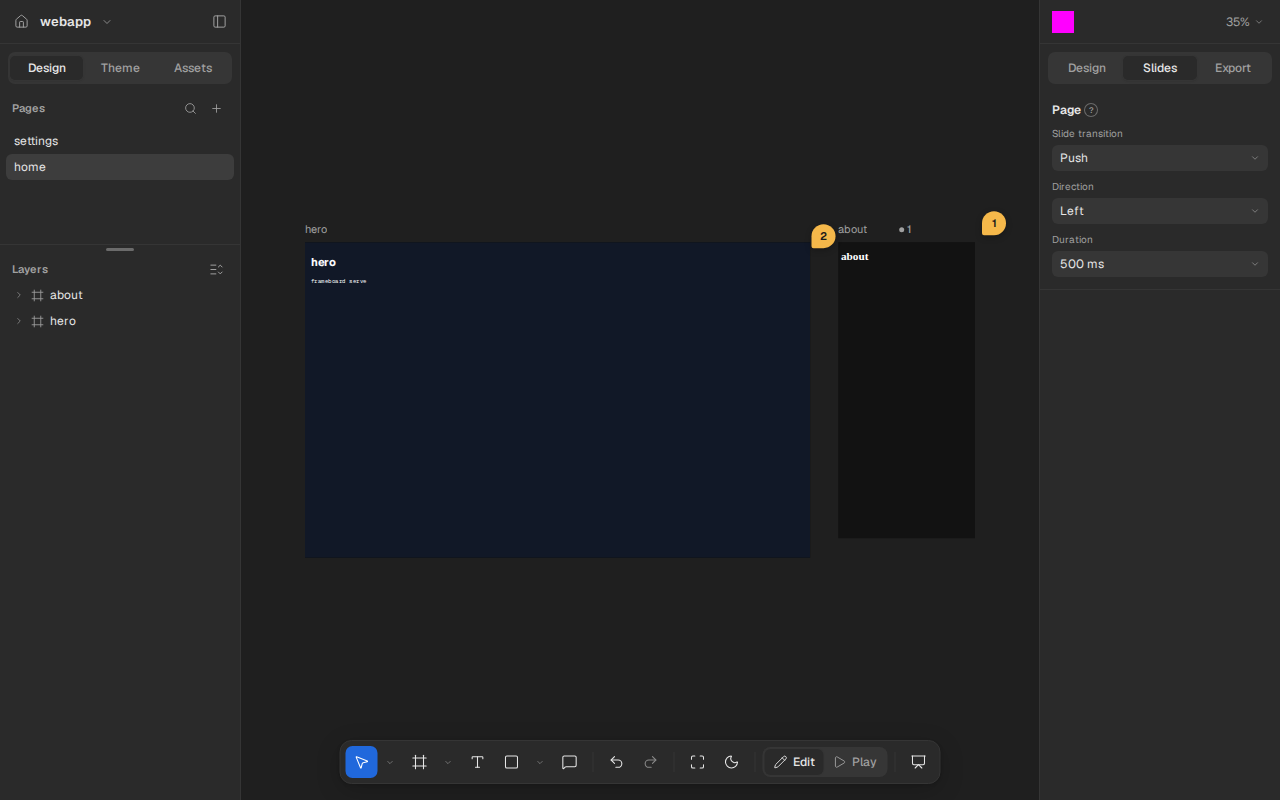 webapp
Design Theme Assets
Pages
settings
home
Layers
about
hero
hero
2
about 1
1
hero
frameboard serve
about
Edit Play
35%
Design Slides Export
Page ?
Slide transition
Push
Direction
Left
Duration
500 ms